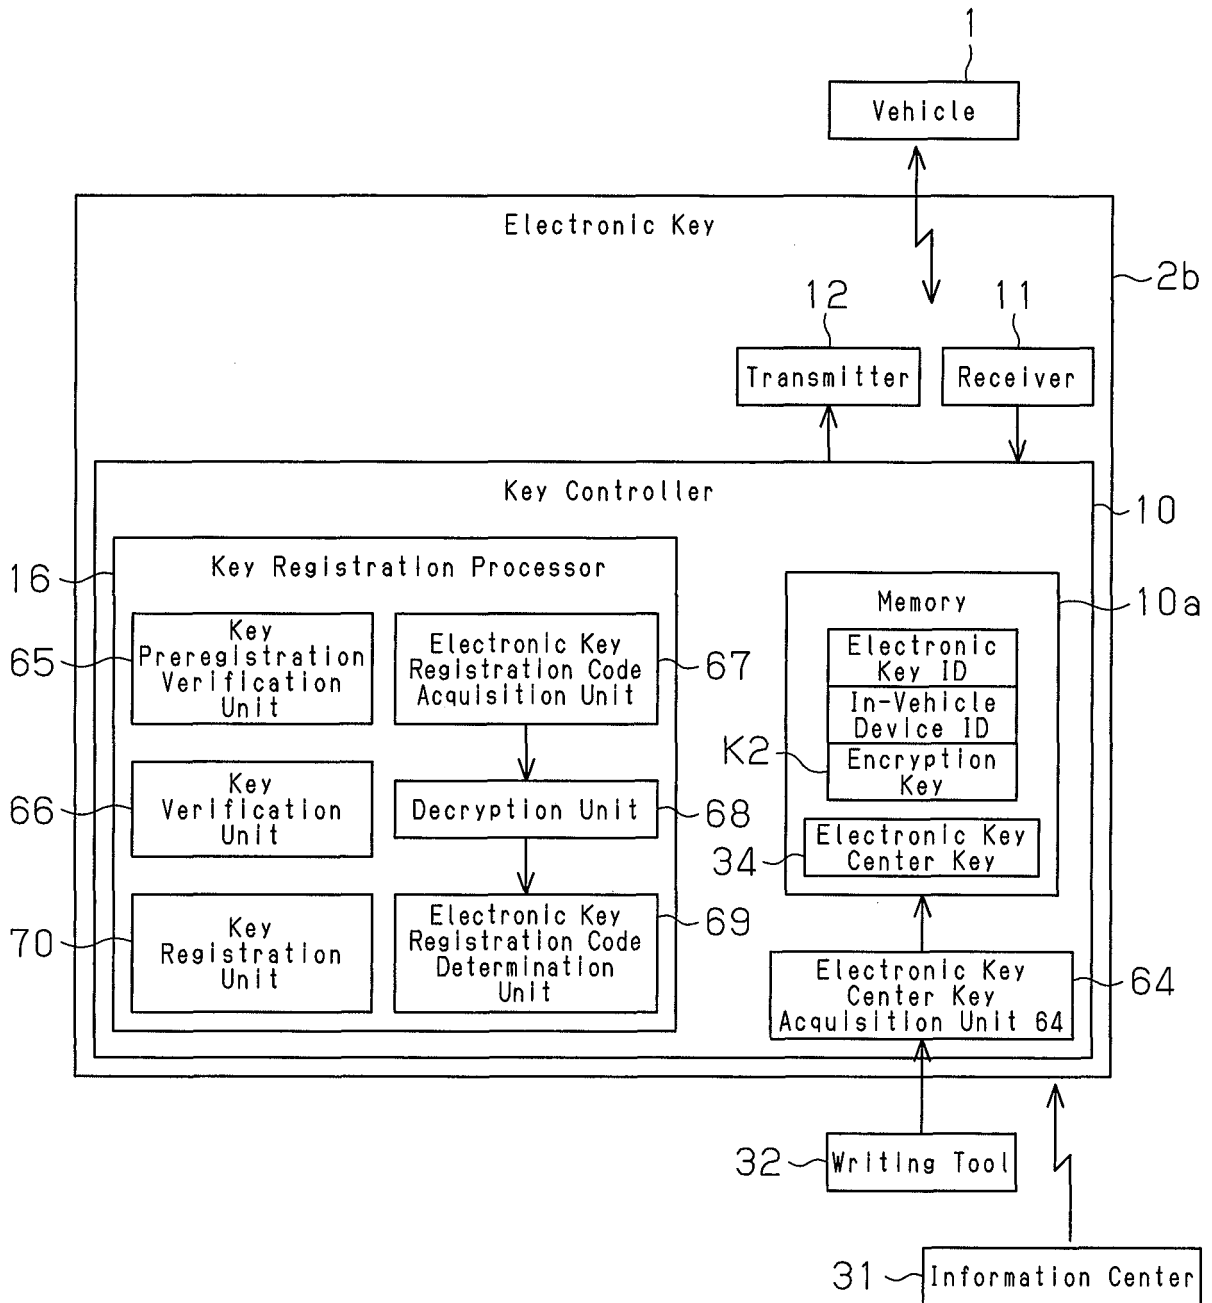 1
Vehicle
Electronic Key
2b
12
11
Transmitter
Receiver
Key Controller
10
16
Key Registration Processor
Memory
10a
65
Key
Preregistration
Verification
Unit
Electronic Key
Registration Code
Acquisition Unit
67
Electronic
Key ID
In-Vehicle
Device ID
K2
Encryption
Key
66
Key
Verification
Unit
Decryption Unit
68
34
Electronic Key
Center Key
70
Key
Registration
Unit
Electronic Key
Registration Code
Determination
Unit
69
Electronic Key
Center Key
Acquisition Unit 64
64
32
Writing Tool
31
Information Center